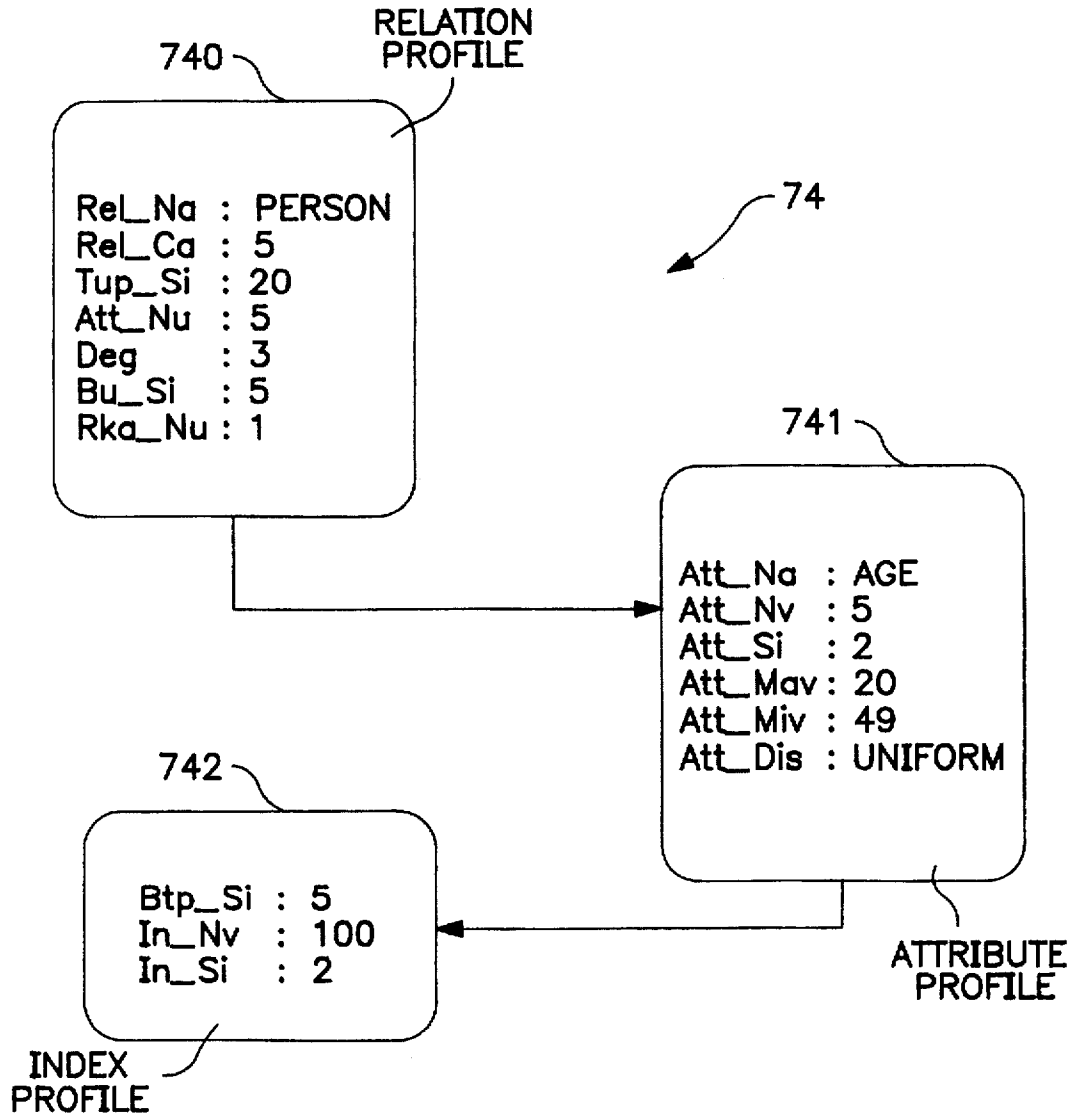 RELATION
PROFILE
740
Rel_Na : PERSON
Rel_Ca : 5
Tup_Si : 20
Att_Nu : 5
Deg : 3
Bu_Si : 5
Rka_Nu : 1
74
741
Att_Na : AGE
Att_Nv : 5
Att_Si : 2
Att_Mav : 20
Att_Miv : 49
Att_Dis : UNIFORM
ATTRIBUTE
PROFILE
742
Btp_Si : 5
In_Nv : 100
In_Si : 2
INDEX
PROFILE